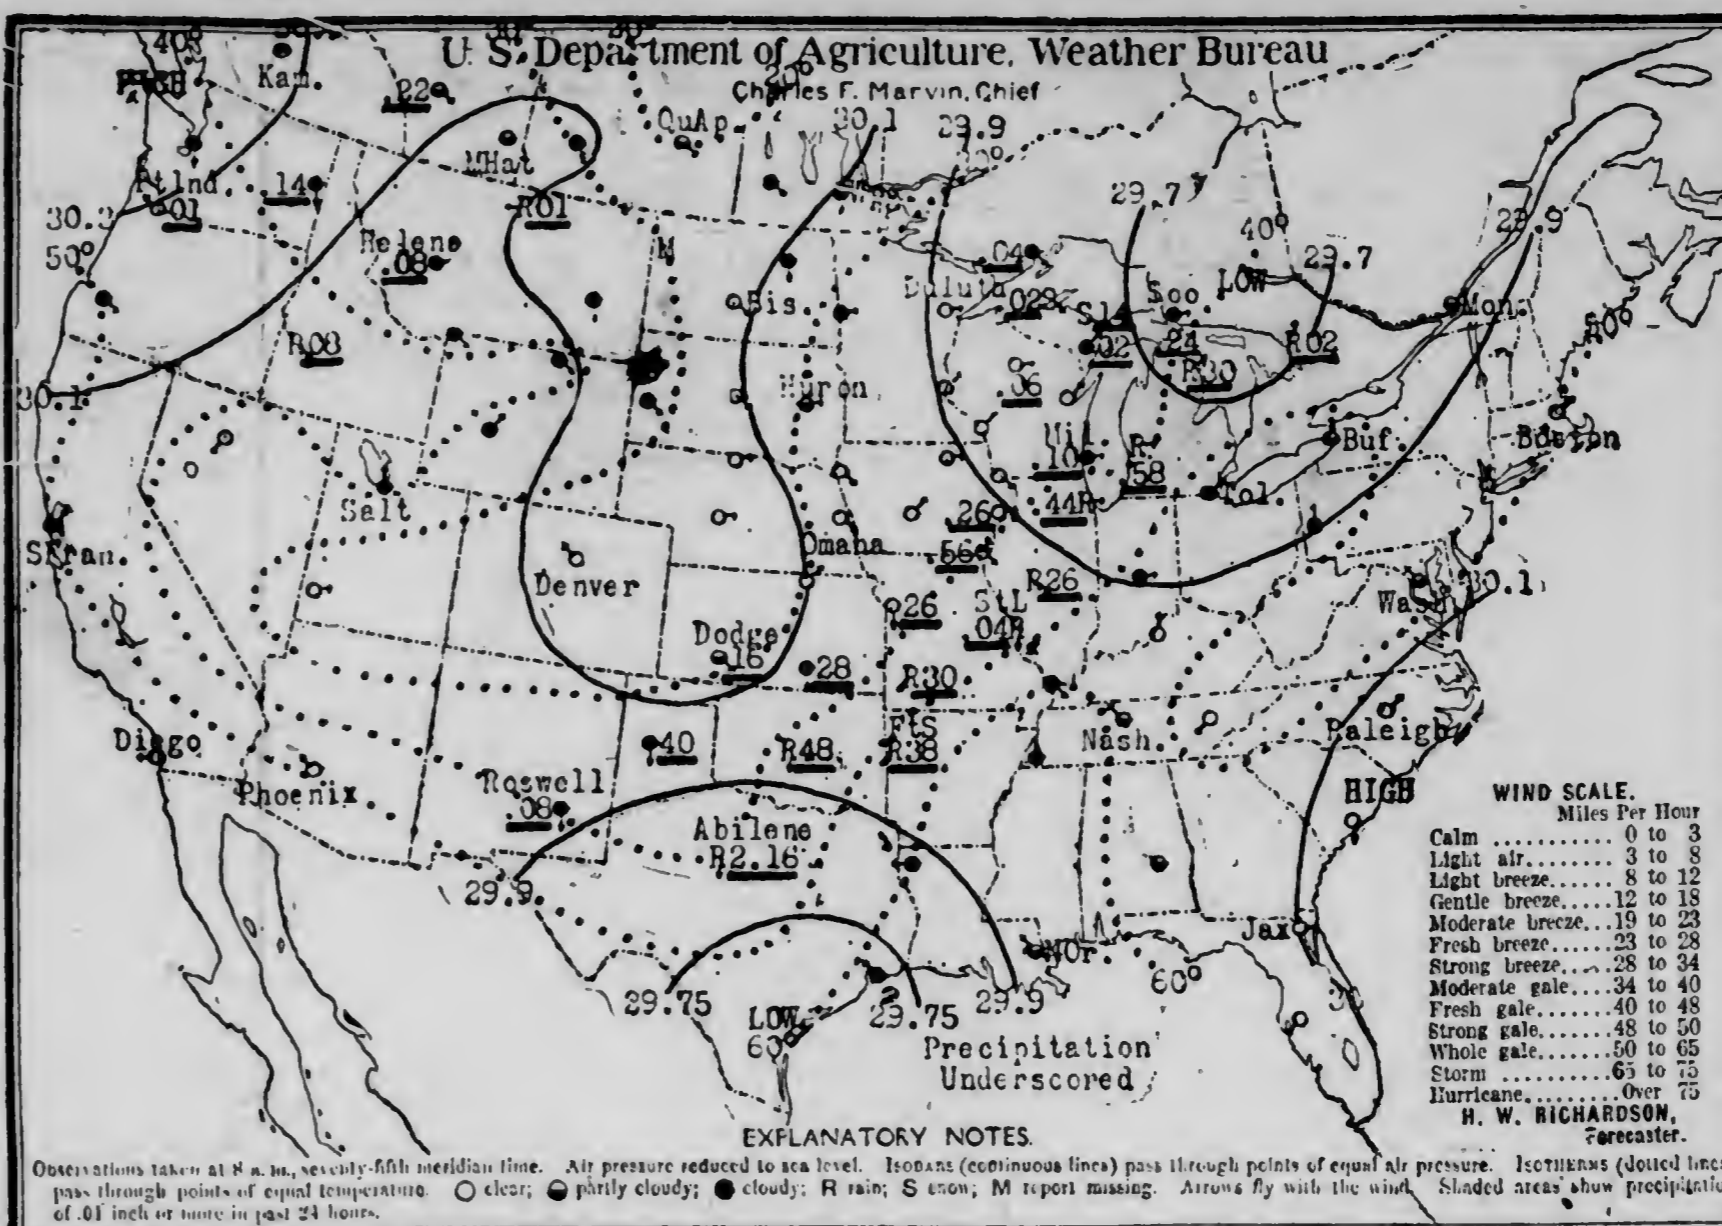 U. S. Department of Agriculture, Weather Bureau
Charles F. Marvin, Chief
40°
HIGH
Kam.
.22
QuAp.
30.1
29.9
MHat
Ptlnd.
.01
.14
R01
29.7
40°
29.9
30.3
50°
Helena
.08
M
Duluth
.04
.02
Soo
LOW
29.7
Mon.
Bis.
.02
.24
R02
R30
R08
30.1
Huron
.06
Mil
.10
R
.58
Buf.
Boston
Salt
.26
.44R
Tol.
SFran.
Omaha
.56
Denver
R26
Wash.
30.1
.26
StL
.04R
Dodge
.16
.28
R30
Diego
.40
R48
FtS
R38
Nash.
Raleigh
Phoenix.
Roswell
.08
HIGH
Abilene
R2.16
29.9
Jax
NOr.
60°
29.75
LOW
60
29.75
29.9
Precipitation
Underscored
WIND SCALE.
Miles Per Hour
Calm ............ 0 to 3
Light air........ 3 to 8
Light breeze...... 8 to 12
Gentle breeze.....12 to 18
Moderate breeze...19 to 23
Fresh breeze......23 to 28
Strong breeze.....28 to 34
Moderate gale....34 to 40
Fresh gale.......40 to 48
Strong gale......48 to 50
Whole gale.......50 to 65
Storm ..........65 to 75
Hurricane.........Over 75
H. W. RICHARDSON,
Forecaster.
EXPLANATORY NOTES.
Observations taken at 8 a. m., seventy-fifth meridian time. Air pressure reduced to sea level. ISOBARS (continuous lines) pass through points of equal air pressure. ISOTHERMS (dotted lines)
pass through points of equal temperature. clear; partly cloudy; cloudy; R rain; S snow; M report missing. Arrows fly with the wind. Shaded areas show precipitation
of .01 inch or more in past 24 hours.